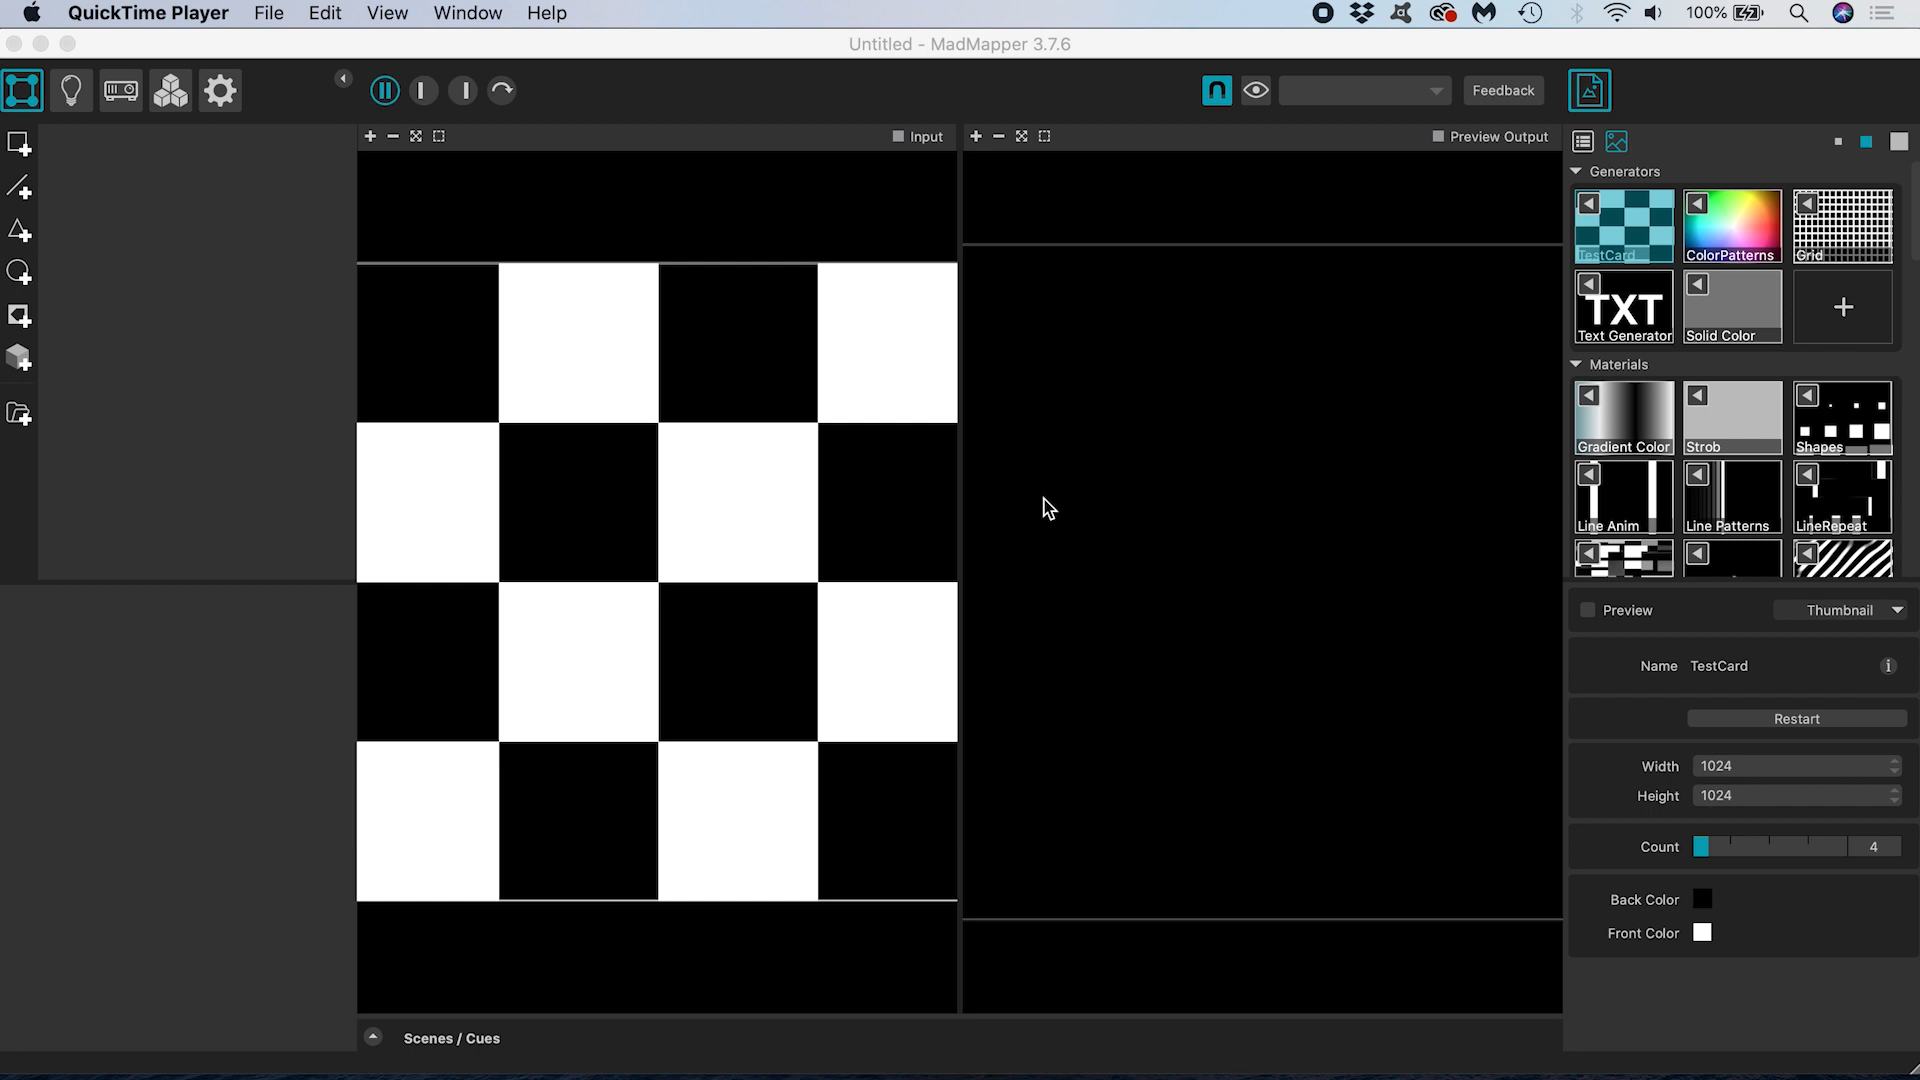 QuickTime Player File Edit View Window Help 100%
Untitled - MadMapper 3.7.6
Feedback
Input
Preview Output
Generators
TestCard ColorPatterns Grid
TXT
Text Generator Solid Color
Materials
Gradient Color Strob Shapes
Line Anim Line Patterns LineRepeat
Preview Thumbnail
Name TestCard
Restart
Width 1024
Height 1024
Count 4
Back Color
Front Color
Scenes / Cues